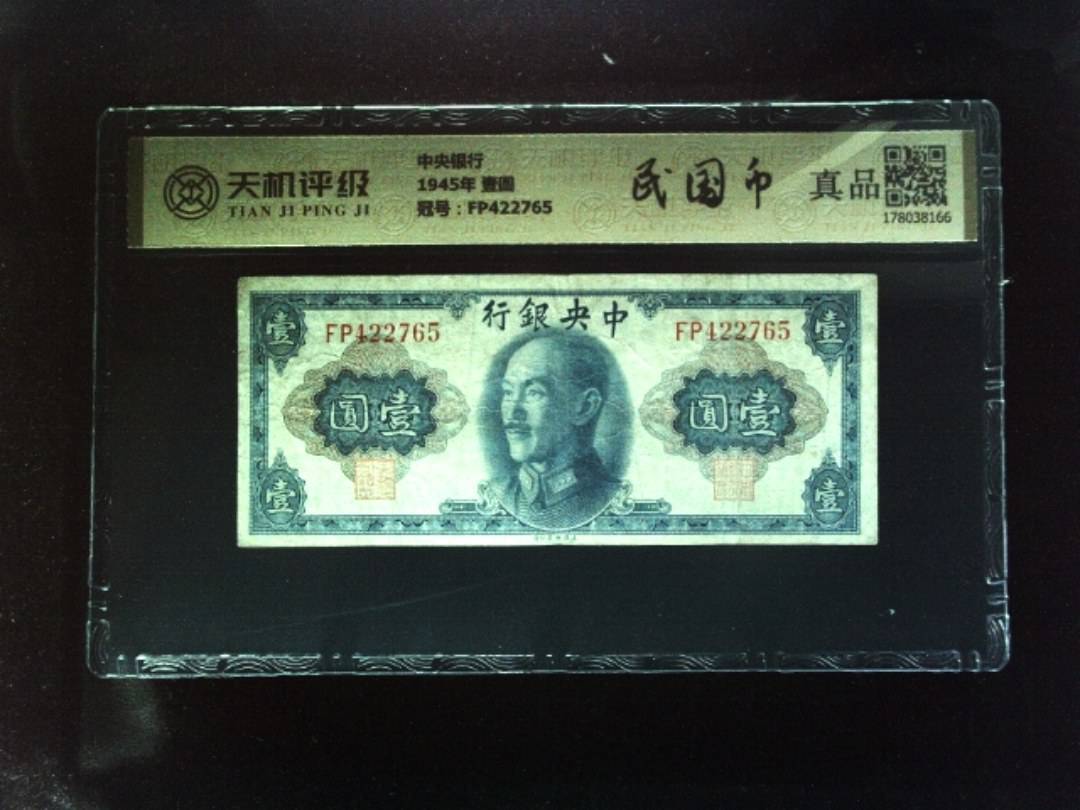 天机评级
TIAN JI PING JI
中央银行
1945年 壹圆
冠号：FP422765
民国币
真品
178038166
行銀央中
FP422765
FP422765
壹
壹
圓壹
圓壹
壹
壹